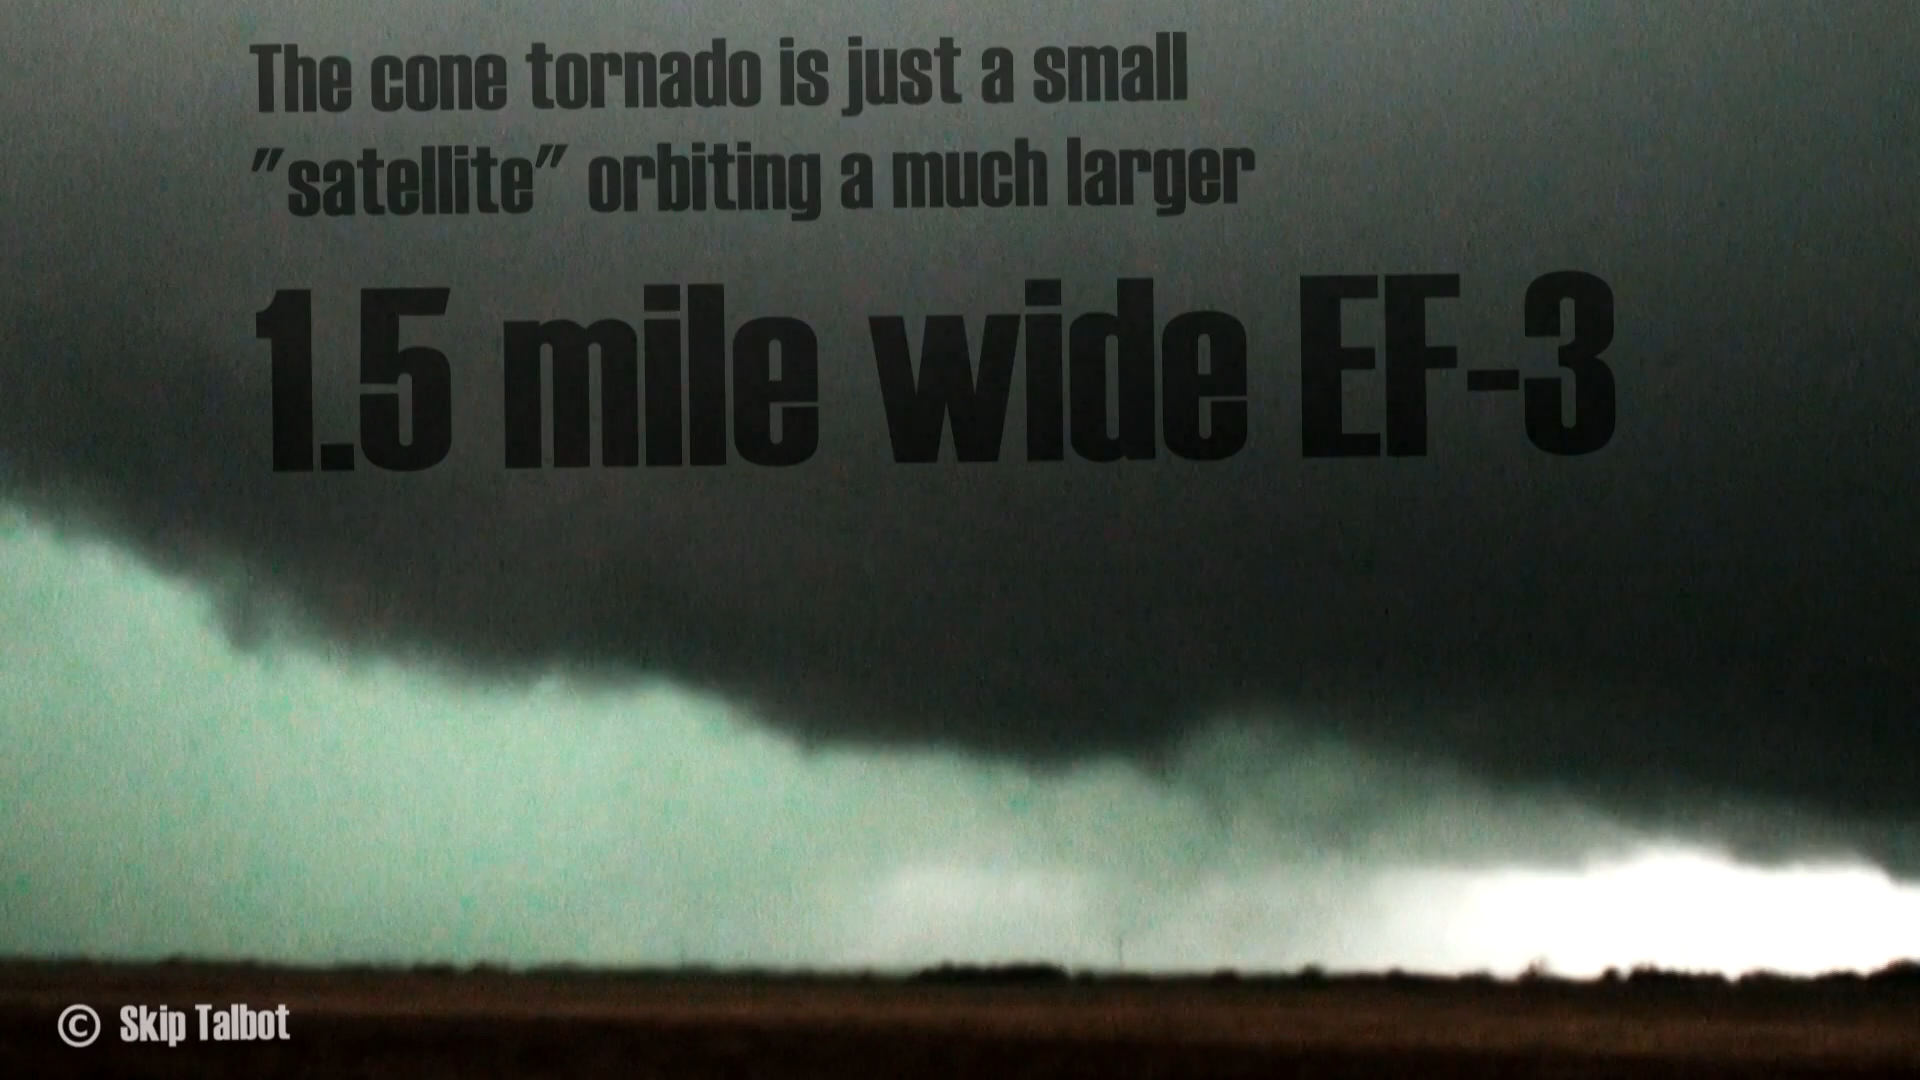 The cone tornado is just a small
"satellite" orbiting a much larger
1.5 mile wide EF-3
© Skip Talbot